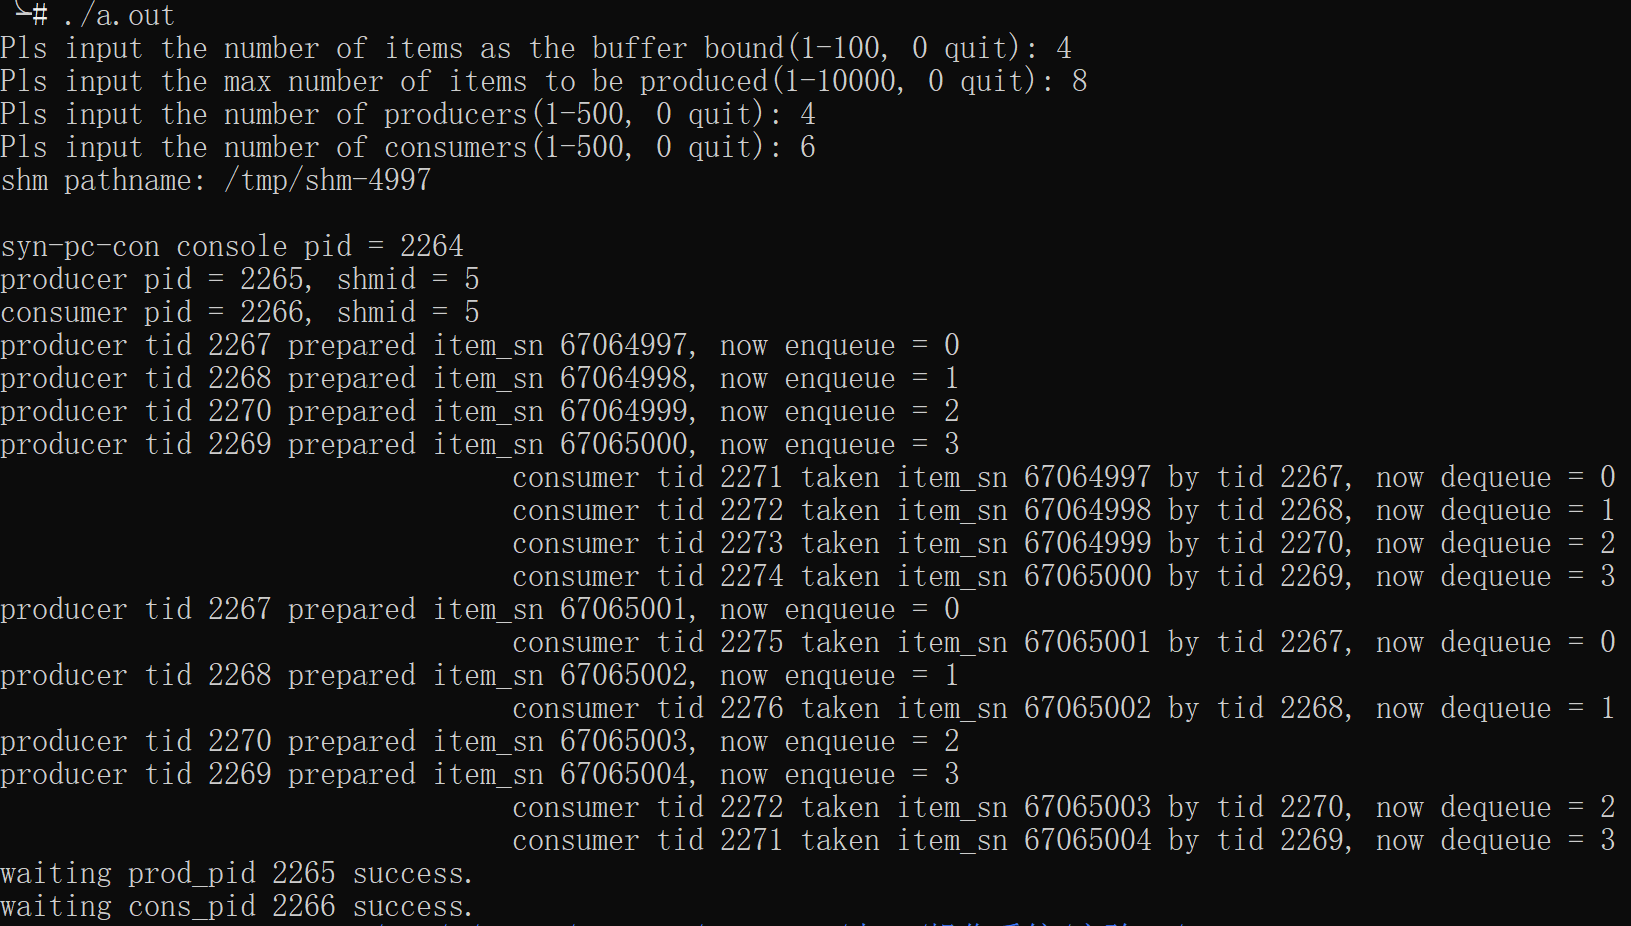 # ./a.out
Pls input the number of items as the buffer bound(1-100, 0 quit): 4
Pls input the max number of items to be produced(1-10000, 0 quit): 8
Pls input the number of producers(1-500, 0 quit): 4
Pls input the number of consumers(1-500, 0 quit): 6
shm pathname: /tmp/shm-4997
syn-pc-con console pid = 2264
producer pid = 2265, shmid = 5
consumer pid = 2266, shmid = 5
producer tid 2267 prepared item_sn 67064997, now enqueue = 0
producer tid 2268 prepared item_sn 67064998, now enqueue = 1
producer tid 2270 prepared item_sn 67064999, now enqueue = 2
producer tid 2269 prepared item_sn 67065000, now enqueue = 3
consumer tid 2271 taken item_sn 67064997 by tid 2267, now dequeue = 0
consumer tid 2272 taken item_sn 67064998 by tid 2268, now dequeue = 1
consumer tid 2273 taken item_sn 67064999 by tid 2270, now dequeue = 2
consumer tid 2274 taken item_sn 67065000 by tid 2269, now dequeue = 3
producer tid 2267 prepared item_sn 67065001, now enqueue = 0
consumer tid 2275 taken item_sn 67065001 by tid 2267, now dequeue = 0
producer tid 2268 prepared item_sn 67065002, now enqueue = 1
consumer tid 2276 taken item_sn 67065002 by tid 2268, now dequeue = 1
producer tid 2270 prepared item_sn 67065003, now enqueue = 2
producer tid 2269 prepared item_sn 67065004, now enqueue = 3
consumer tid 2272 taken item_sn 67065003 by tid 2270, now dequeue = 2
consumer tid 2271 taken item_sn 67065004 by tid 2269, now dequeue = 3
waiting prod_pid 2265 success.
waiting cons_pid 2266 success.